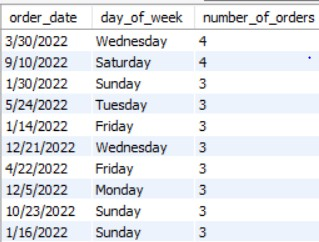 order_date day_of_week number_of_orders
3/30/2022 Wednesday 4
9/10/2022 Saturday 4
1/30/2022 Sunday 3
5/24/2022 Tuesday 3
1/14/2022 Friday 3
12/21/2022 Wednesday 3
4/22/2022 Friday 3
12/5/2022 Monday 3
10/23/2022 Sunday 3
1/16/2022 Sunday 3